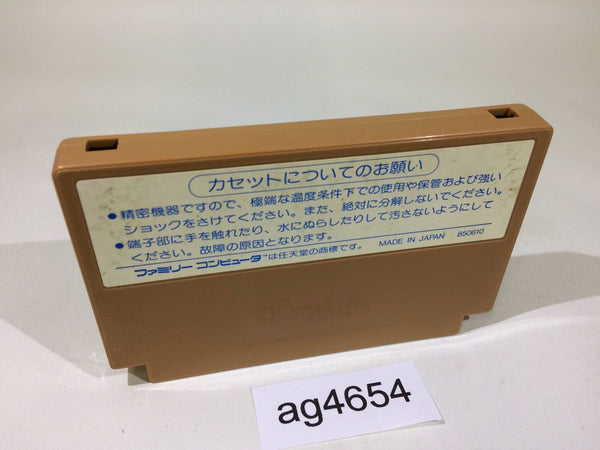 カセットについてのお願い
●精密機器ですので、極端な温度条件下での使用や保管および強い
ショックをさけてください。また、絶対に分解しないでください。
●端子部に手を触れたり、水にぬらしたりして汚さないようにして
ください。故障の原因となります。
ファミリーコンピュータ™は任天堂の商標です。 MADE IN JAPAN 850610
ag4654